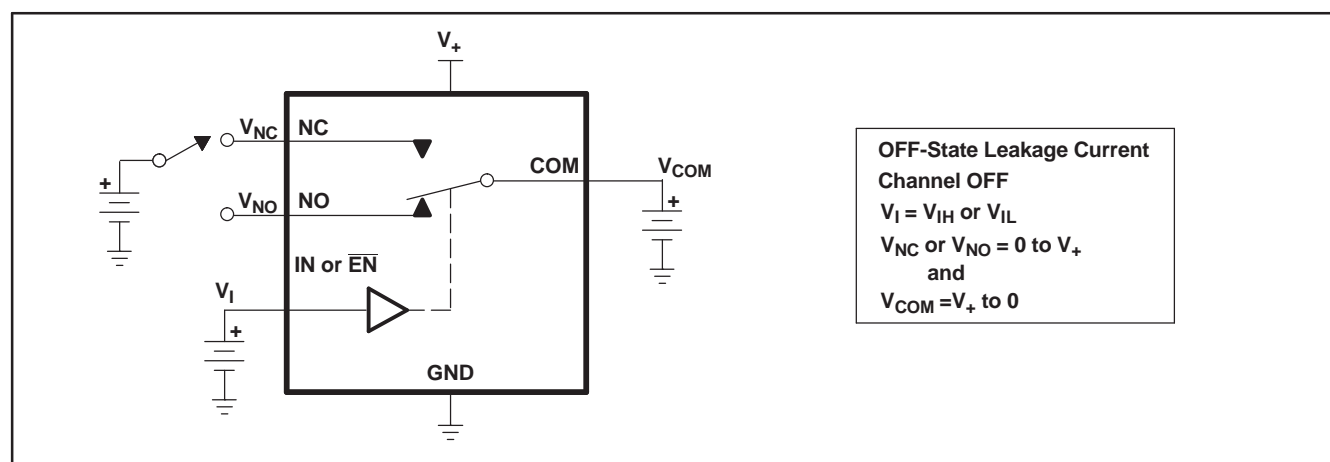 V+
VNC NC
COM VCOM
+
VNO NO
+
IN or EN
VI
+
GND
OFF-State Leakage Current
Channel OFF
VI = VIH or VIL
VNC or VNO = 0 to V+
and
VCOM =V+ to 0